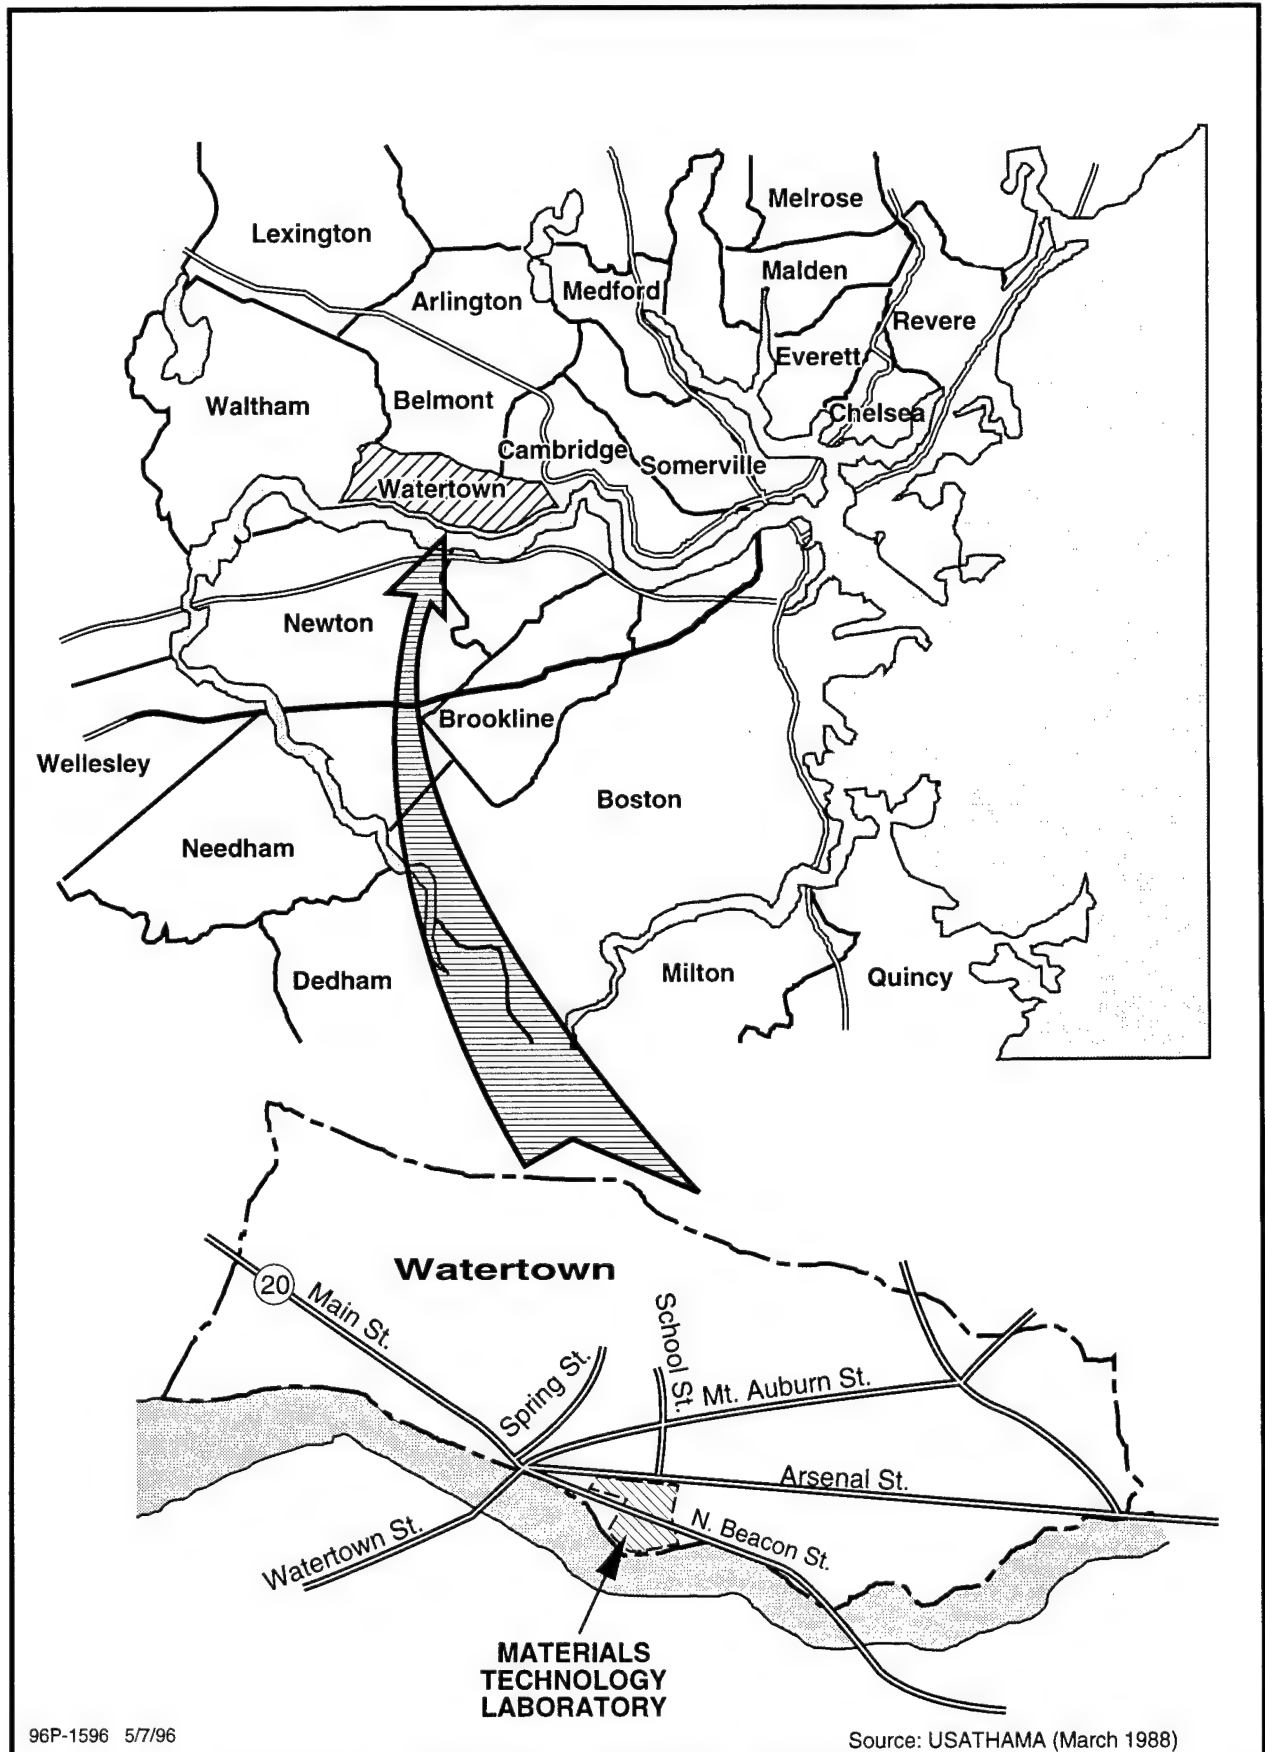 Melrose
Lexington
Malden
Arlington
Medford
Revere
Everett
Waltham
Belmont
Chelsea
Cambridge
Somerville
Watertown
Newton
Brookline
Wellesley
Boston
Needham
Dedham
Milton
Quincy
Watertown
20
Main St.
School St.
Spring St.
Mt. Auburn St.
Arsenal St.
N. Beacon St.
Watertown St.
MATERIALS
TECHNOLOGY
LABORATORY
96P-1596 5/7/96
Source: USATHAMA (March 1988)